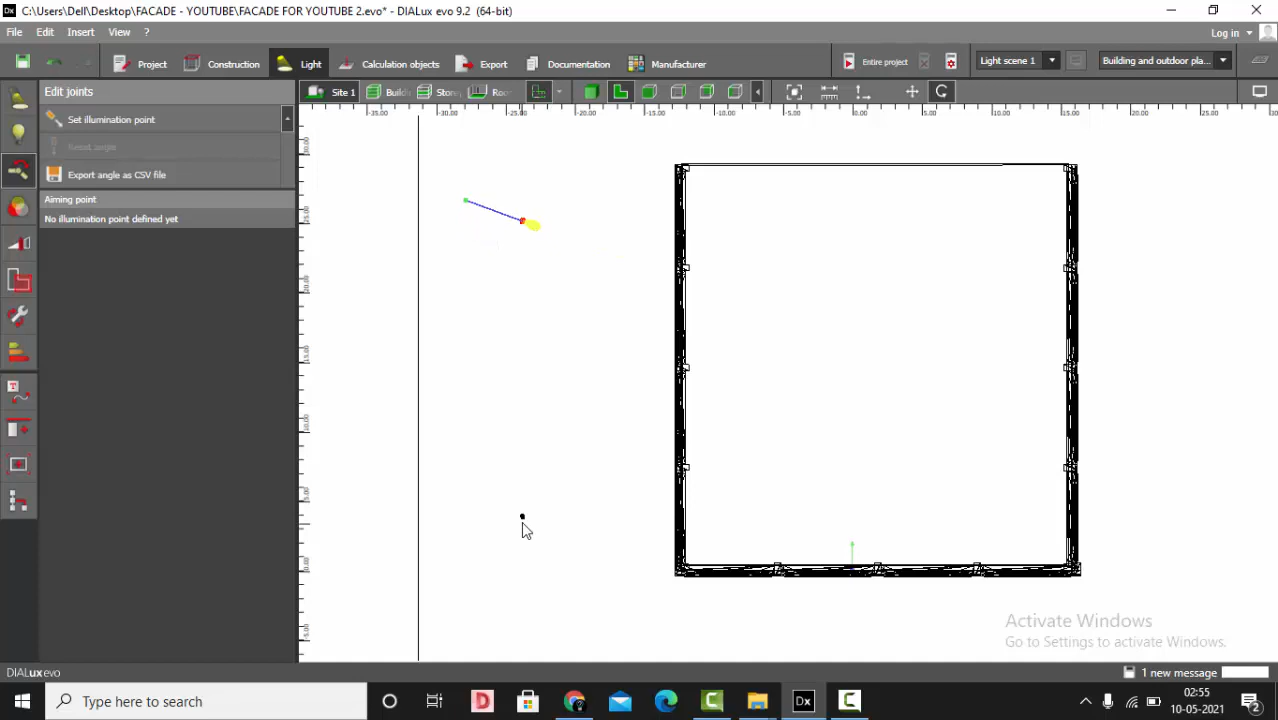 C:\Users\Dell\Desktop\FACADE - YOUTUBE\FACADE FOR YOUTUBE 2.evo* - DIALux evo 9.2 (64-bit)
File Edit Insert View ?
Log in
Project Construction Light Calculation objects Export Documentation Manufacturer Entire project Light scene 1 Building and outdoor pla...
Edit joints
Site 1
Set illumination point
-35.00 -30.00 -25.00 -20.00 -15.00 -10.00 -5.00 0.00 5.00 10.00 15.00 20.00 25.00
Reset angle
Export angle as CSV file
Aiming point
No illumination point defined yet
Activate Windows
Go to Settings to activate Windows.
DIALux evo
1 new message
Type here to search
02:55
10-05-2021